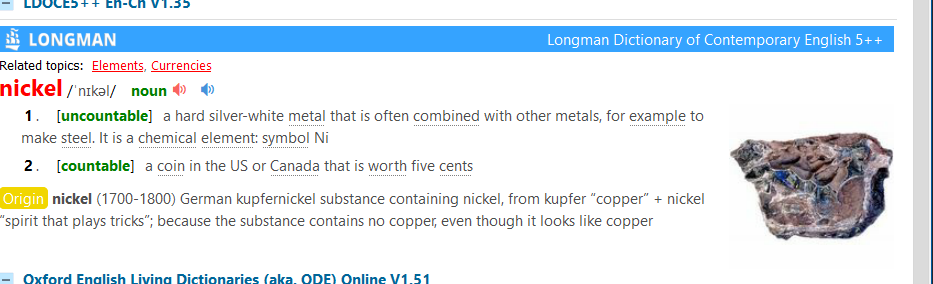 LDOCE5++ En-Cn V1.35
LONGMAN Longman Dictionary of Contemporary English 5++
Related topics: Elements, Currencies
nickel /ˈnɪkəl/ noun
1. [uncountable] a hard silver-white metal that is often combined with other metals, for example to
make steel. It is a chemical element: symbol Ni
2. [countable] a coin in the US or Canada that is worth five cents
Origin nickel (1700-1800) German kupfernickel substance containing nickel, from kupfer “copper” + nickel
“spirit that plays tricks”; because the substance contains no copper, even though it looks like copper
Oxford English Living Dictionaries (aka. ODE) Online V1.51